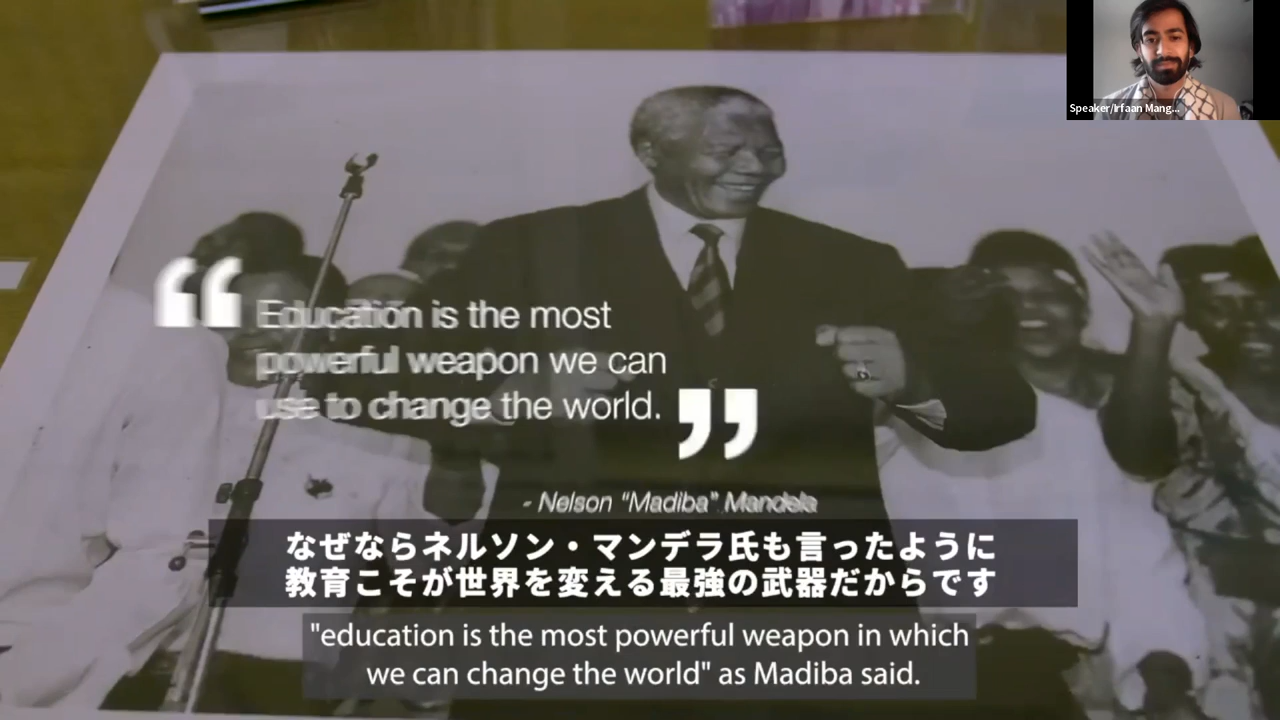 Speaker/Irfaan Mang...
“
Education is the most
powerful weapon we can
use to change the world.
”
- Nelson “Madiba” Mandela
なぜならネルソン・マンデラ氏も言ったように
教育こそが世界を変える最強の武器だからです
"education is the most powerful weapon in which
we can change the world" as Madiba said.